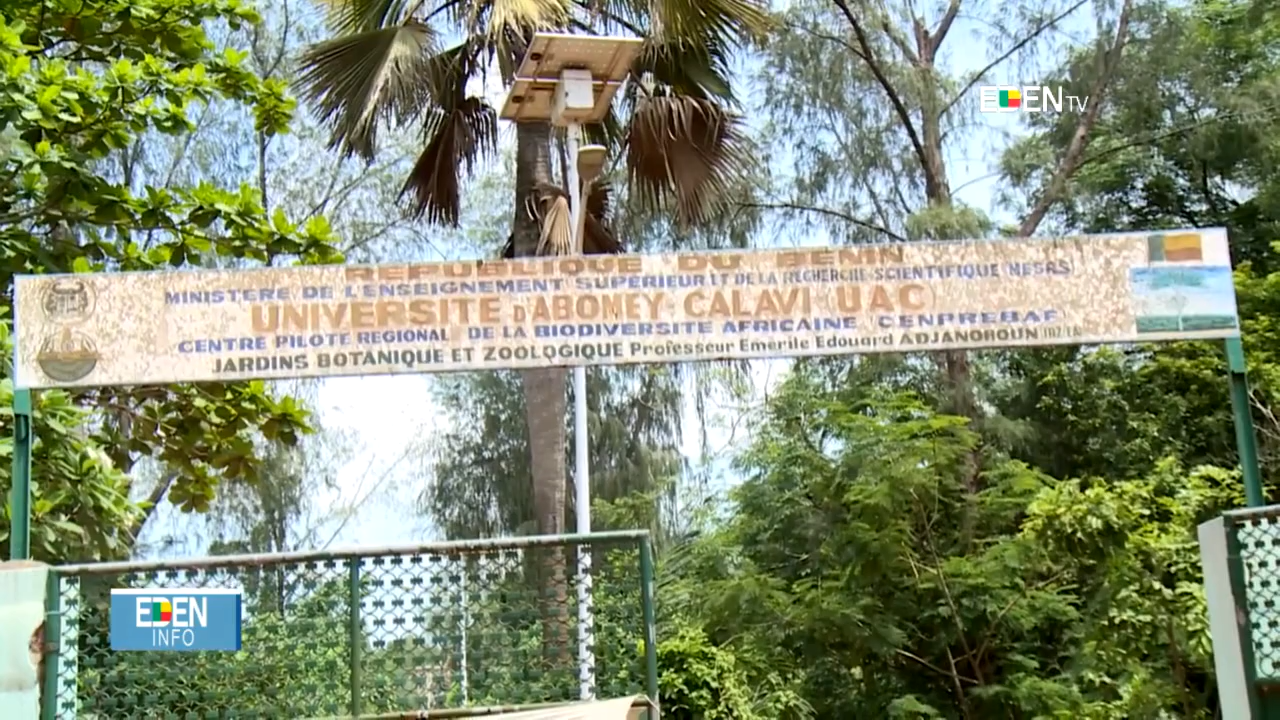 EDEN TV
REPUBLIQUE DU BENIN
MINISTERE DE L'ENSEIGNEMENT SUPERIEUR ET DE LA RECHERCHE SCIENTIFIQUE (MESRS)
UNIVERSITE D'ABOMEY CALAVI (UAC)
CENTRE PILOTE REGIONAL DE LA BIODIVERSITE AFRICAINE (CENPREBAF)
JARDINS BOTANIQUE ET ZOOLOGIQUE Professeur Emérile Edouard ADJANOHOUN
EDEN
INFO